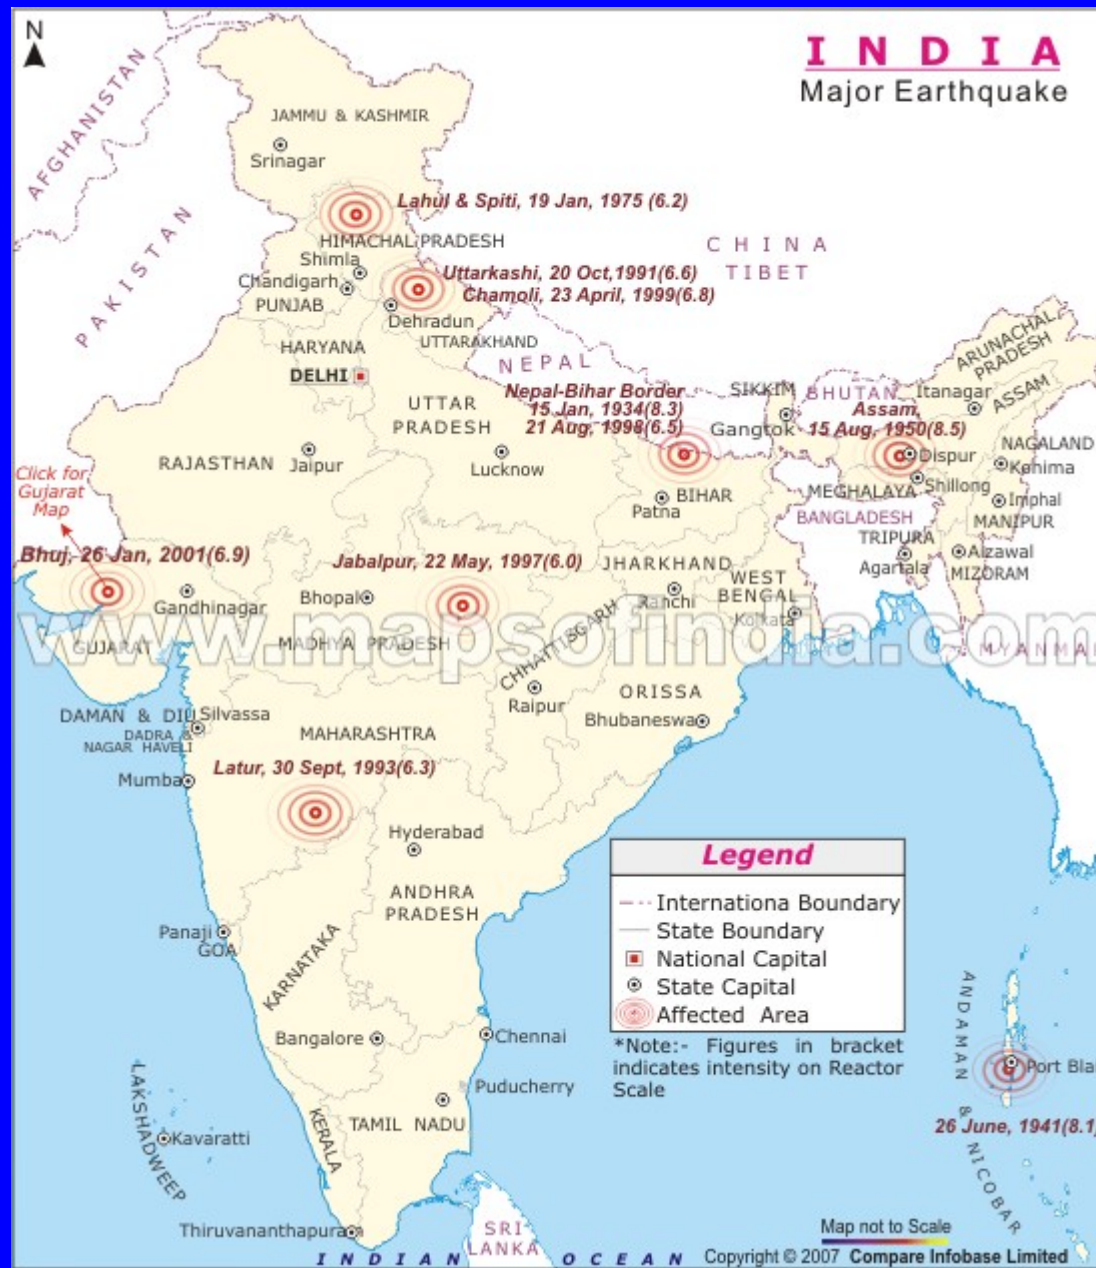 N
INDIA
Major Earthquake
AFGHANISTAN
PAKISTAN
JAMMU & KASHMIR
Srinagar
Lahul & Spiti, 19 Jan, 1975 (6.2)
HIMACHAL PRADESH
CHINA
TIBET
Shimla
Chandigarh
PUNJAB
Uttarkashi, 20 Oct,1991(6.6)
Chamoli, 23 April, 1999(6.8)
Dehradun
UTTARAKHAND
HARYANA
DELHI
NEPAL
UTTAR
PRADESH
Nepal-Bihar Border
15 Jan, 1934(8.3)
21 Aug, 1998(6.5)
SIKKIM
Gangtok
BHUTAN
ARUNACHAL
PRADESH
Itanagar
ASSAM
Assam,
15 Aug, 1950(8.5)
Dispur
NAGALAND
Kohima
RAJASTHAN
Jaipur
Lucknow
Click for
Gujarat
Map
Patna
BIHAR
MEGHALAYA
Shillong
Imphal
MANIPUR
BANGLADESH
TRIPURA
Agartala
Aizawal
MIZORAM
Bhuj, 26 Jan, 2001(6.9)
Jabalpur, 22 May, 1997(6.0)
JHARKHAND
Ranchi
WEST
BENGAL
Kolkata
Gandhinagar
Bhopal
www.mapsofindia.com
GUJARAT
MADHYA PRADESH
CHHATTISGARH
MYANMAR
Raipur
ORISSA
Bhubaneswa
DAMAN & DIU
Silvassa
DADRA &
NAGAR HAVELI
MAHARASHTRA
Mumba
Latur, 30 Sept, 1993(6.3)
Hyderabad
ANDHRA
PRADESH
Panaji
GOA
KARNATAKA
Bangalore
Chennai
Puducherry
TAMIL NADU
KERALA
LAKSHADWEEP
Kavaratti
Thiruvananthapura
Legend
Internationa Boundary
State Boundary
National Capital
State Capital
Affected Area
*Note:- Figures in bracket
indicates intensity on Reactor
Scale
ANDAMAN & NICOBAR
Port Blai
26 June, 1941(8.1)
SRI
LANKA
INDIAN OCEAN
Map not to Scale
Copyright © 2007 Compare Infobase Limited